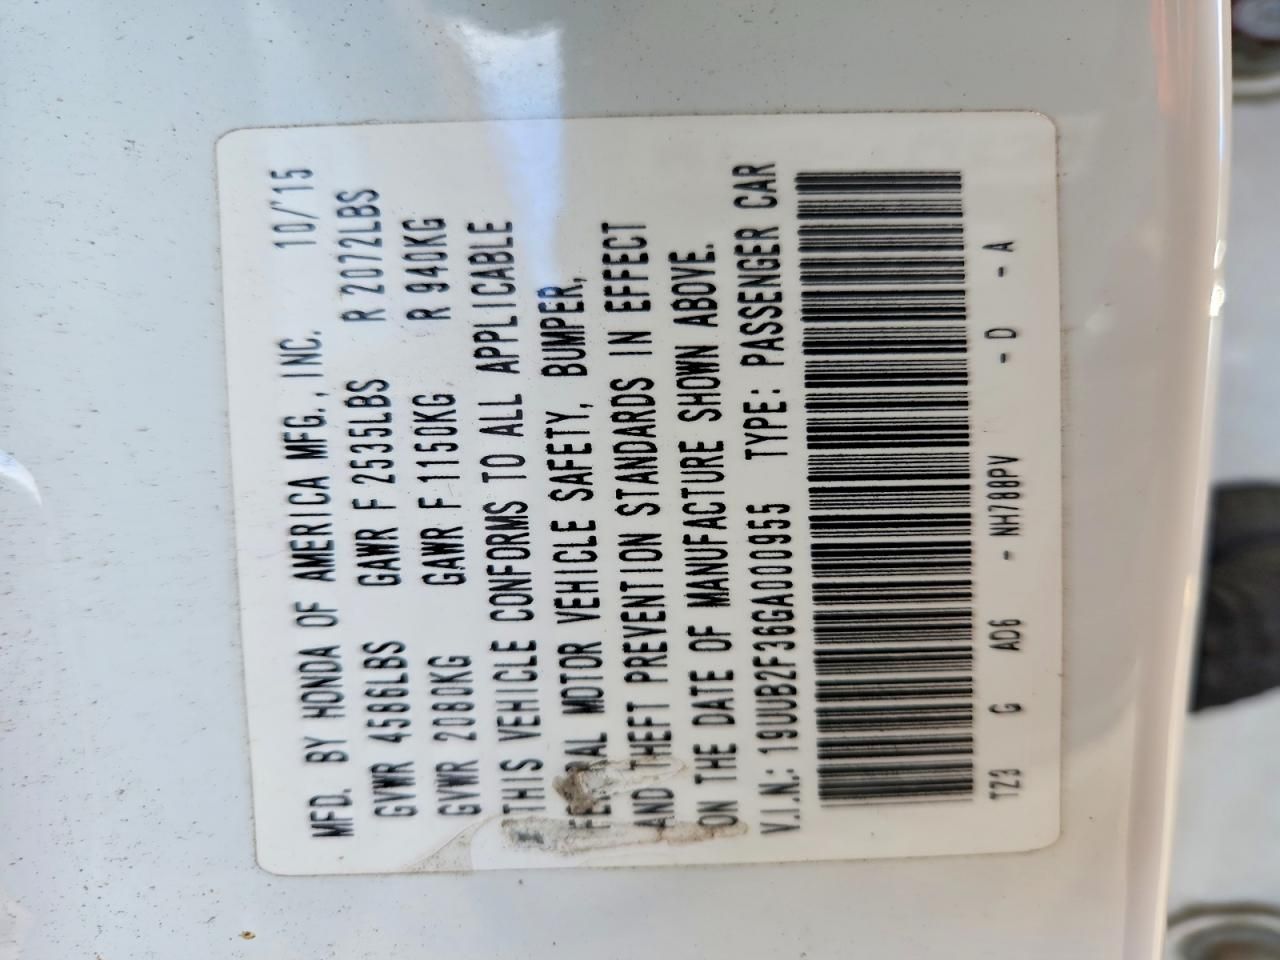 MFD. BY HONDA OF AMERICA MFG., INC. 10/'15
GVWR 4586LBS GAWR F 2535LBS R 2072LBS
GVWR 2080KG GAWR F 1150KG R 940KG
THIS VEHICLE CONFORMS TO ALL APPLICABLE
FEDERAL MOTOR VEHICLE SAFETY, BUMPER,
AND THEFT PREVENTION STANDARDS IN EFFECT
ON THE DATE OF MANUFACTURE SHOWN ABOVE.
V.I.N.: 19UUB2F36GA000955 TYPE: PASSENGER CAR
TZ3 G AD6 - NH788PV - D - A